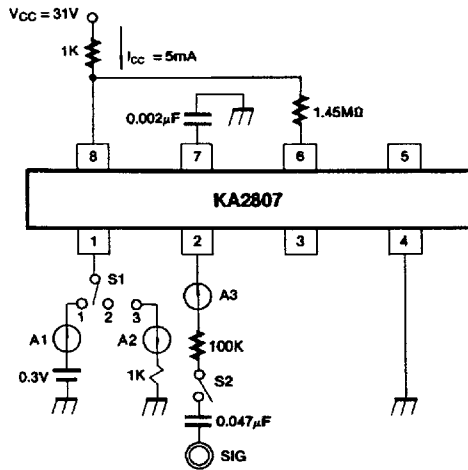 VCC = 31V
1K
ICC = 5mA
0.002μF
1.45MΩ
8
7
6
5
KA2807
1
2
3
4
S1
1
2
3
A1
A2
A3
0.3V
1K
100K
S2
0.047μF
SIG